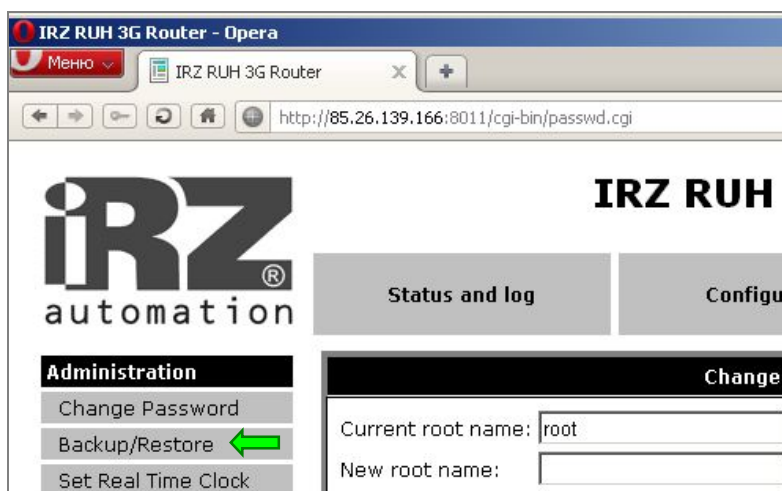 IRZ RUH 3G Router - Opera
Меню
IRZ RUH 3G Router
http://85.26.139.166:8011/cgi-bin/passwd.cgi
iRZ®
automation
IRZ RUH
Status and log
Configu
Administration
Change Password
Backup/Restore
Set Real Time Clock
Change
Current root name: root
New root name: